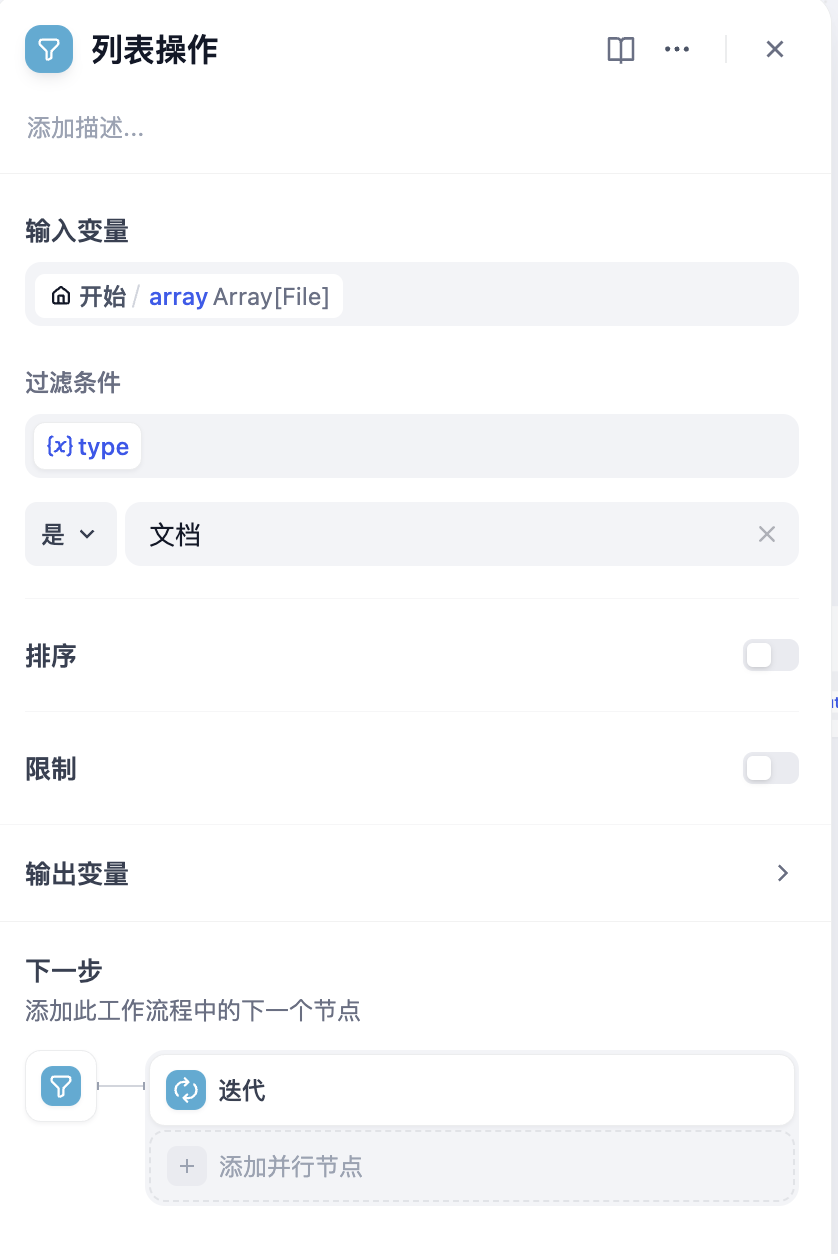 列表操作
添加描述...
输入变量
开始 / array Array[File]
过滤条件
{x} type
是 文档
排序
限制
输出变量
下一步
添加此工作流程中的下一个节点
迭代
+ 添加并行节点